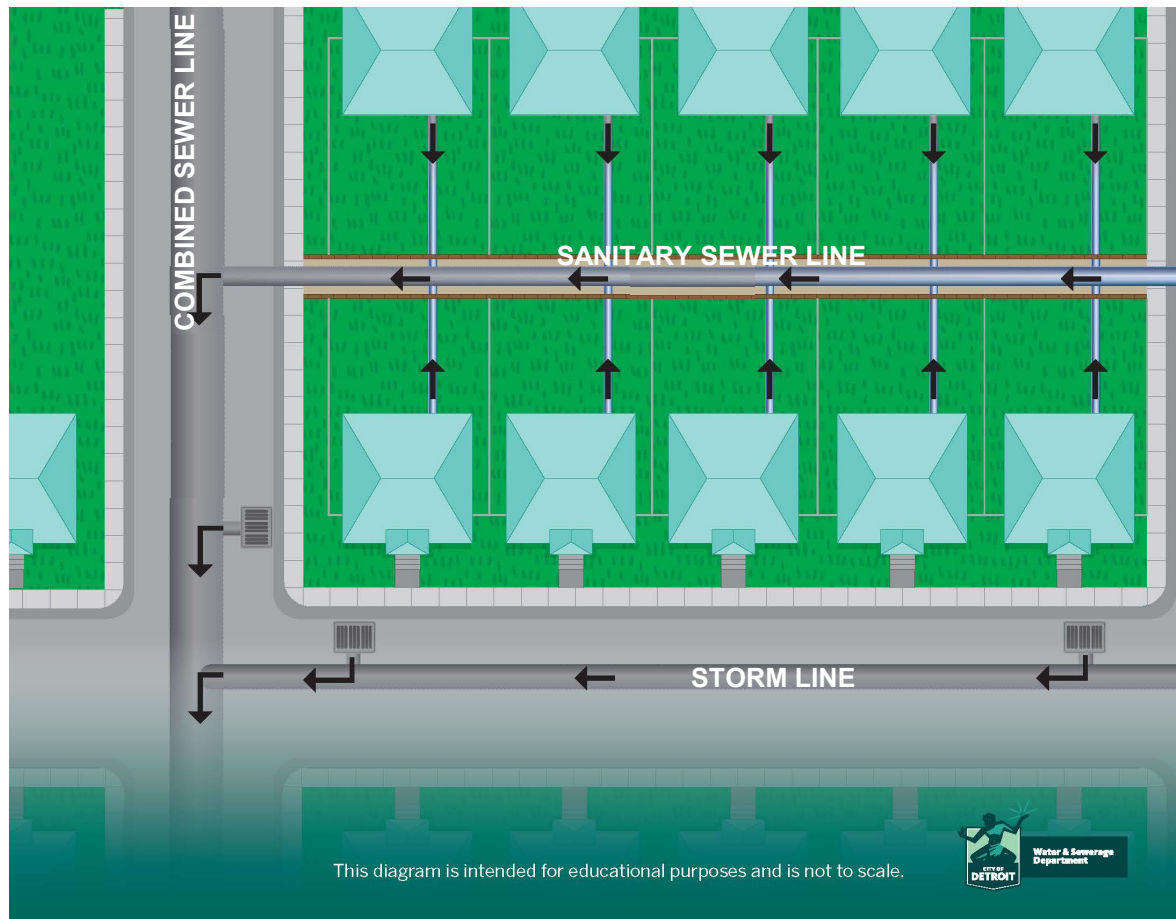 COMBINED SEWER LINE
SANITARY SEWER LINE
STORM LINE
This diagram is intended for educational purposes and is not to scale.
CITY OF
DETROIT
Water & Sewerage
Department